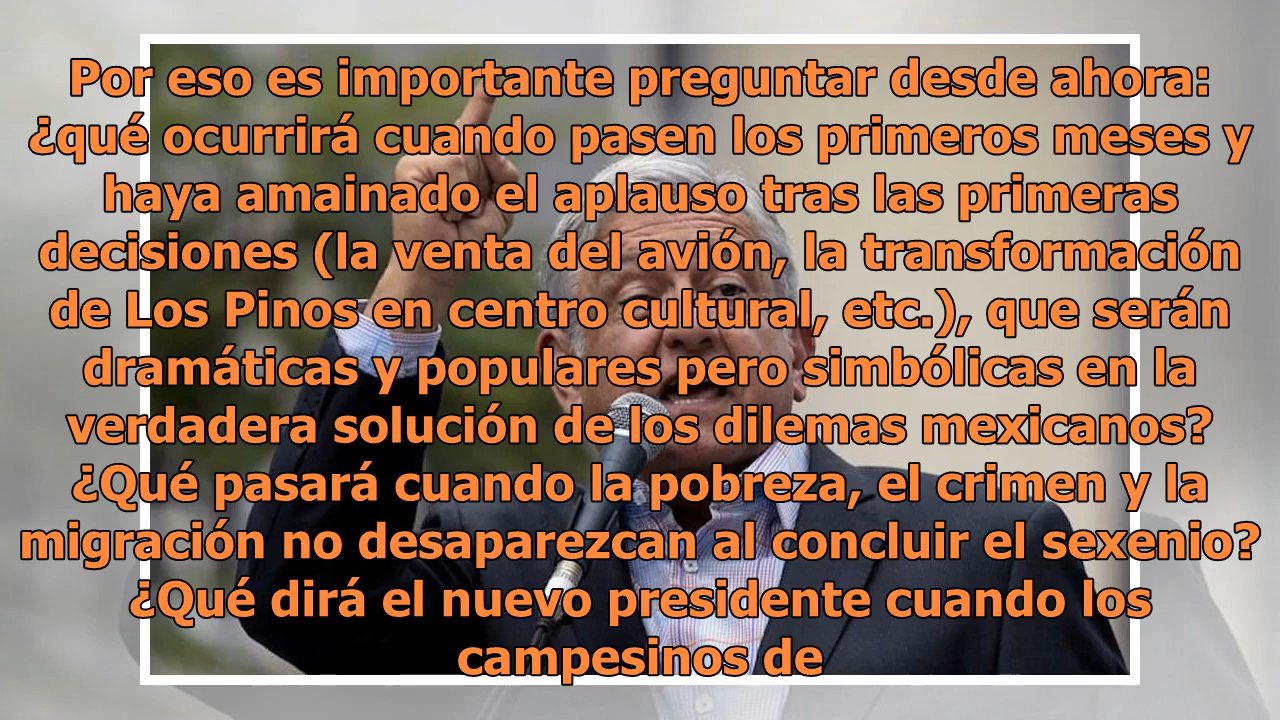 Por eso es importante preguntar desde ahora:
¿qué ocurrirá cuando pasen los primeros meses y
haya amainado el aplauso tras las primeras
decisiones (la venta del avión, la transformación
de Los Pinos en centro cultural, etc.), que serán
dramáticas y populares pero simbólicas en la
verdadera solución de los dilemas mexicanos?
¿Qué pasará cuando la pobreza, el crimen y la
migración no desaparezcan al concluir el sexenio?
¿Qué dirá el nuevo presidente cuando los
campesinos de